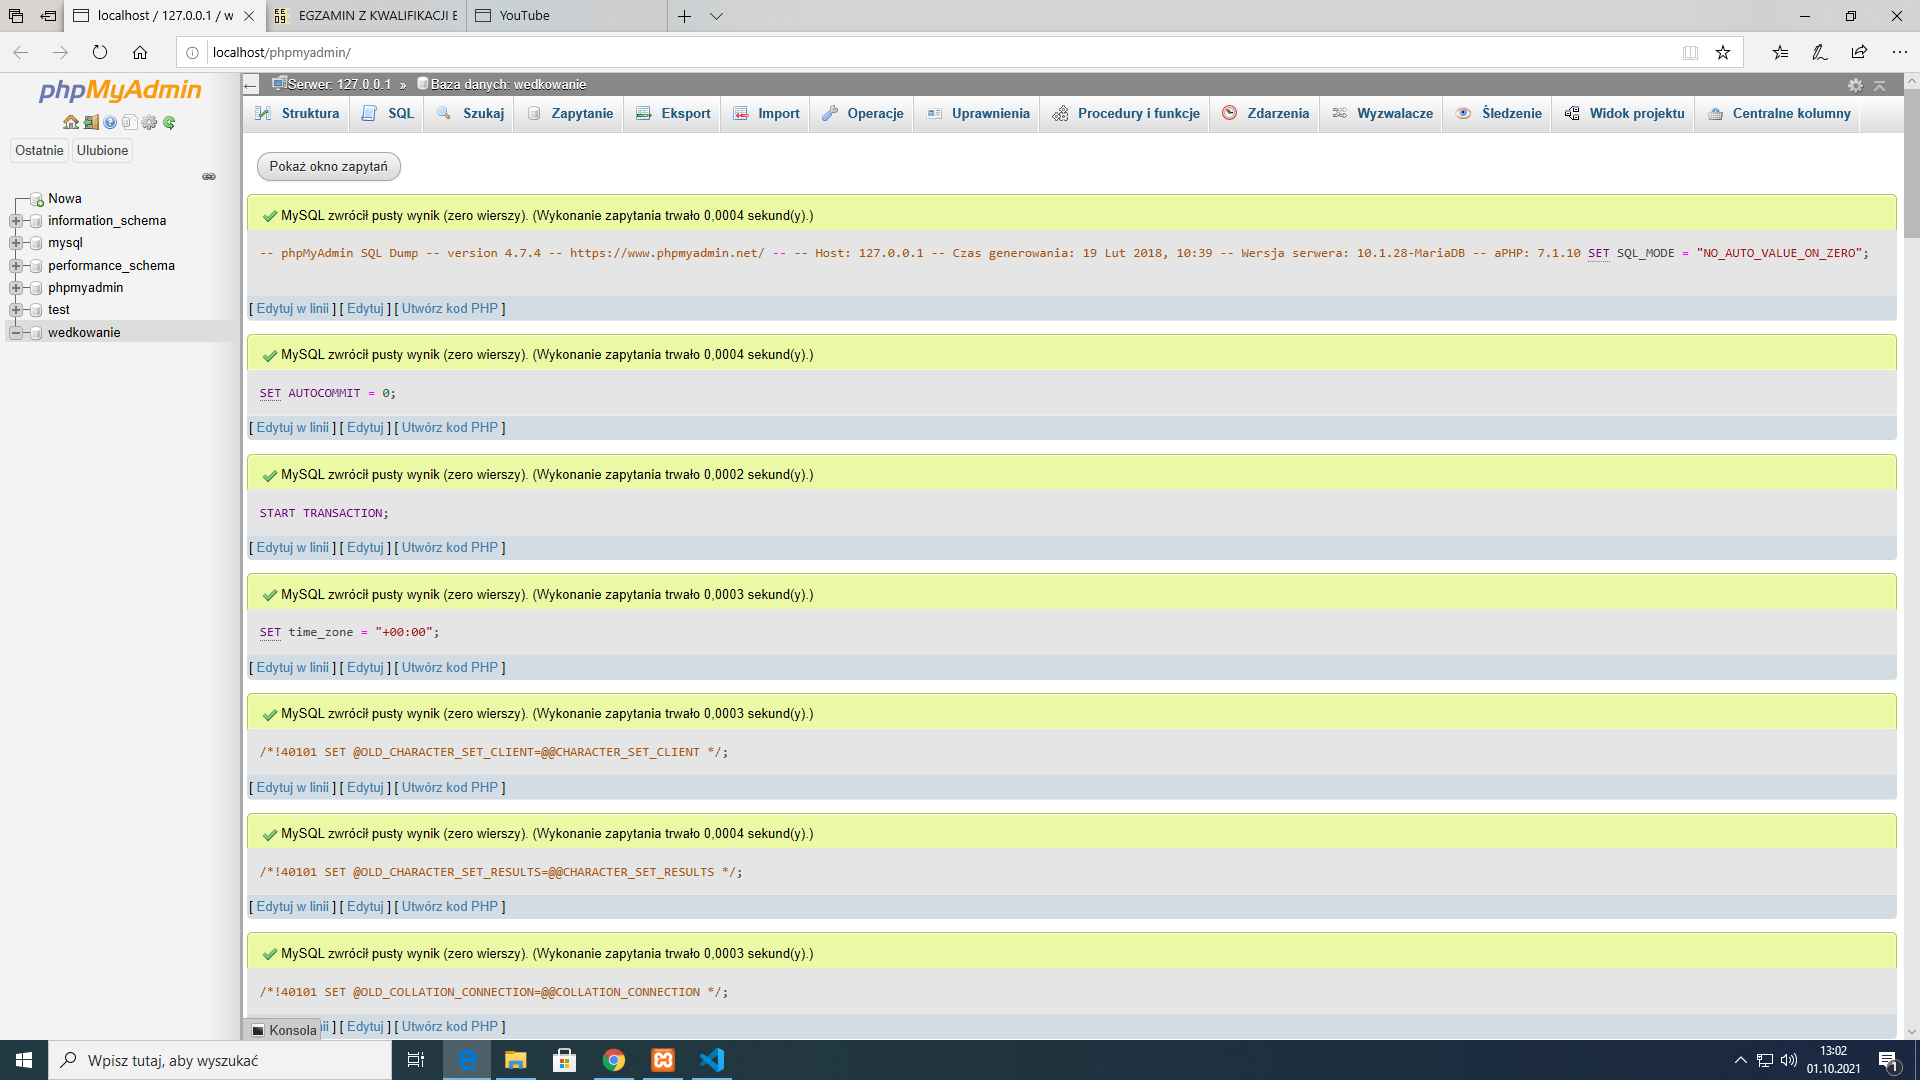 localhost / 127.0.0.1 / w
EGZAMIN Z KWALIFIKACJI E
YouTube
localhost/phpmyadmin/
phpMyAdmin
Ostatnie
Ulubione
Nowa
information_schema
mysql
performance_schema
phpmyadmin
test
wedkowanie
Serwer: 127.0.0.1 » Baza danych: wedkowanie
Struktura
SQL
Szukaj
Zapytanie
Eksport
Import
Operacje
Uprawnienia
Procedury i funkcje
Zdarzenia
Wyzwalacze
Śledzenie
Widok projektu
Centralne kolumny
Pokaż okno zapytań
MySQL zwrócił pusty wynik (zero wierszy). (Wykonanie zapytania trwało 0,0004 sekund(y).)
-- phpMyAdmin SQL Dump -- version 4.7.4 -- https://www.phpmyadmin.net/ -- -- Host: 127.0.0.1 -- Czas generowania: 19 Lut 2018, 10:39 -- Wersja serwera: 10.1.28-MariaDB -- aPHP: 7.1.10 SET SQL_MODE = "NO_AUTO_VALUE_ON_ZERO";
[ Edytuj w linii ] [ Edytuj ] [ Utwórz kod PHP ]
MySQL zwrócił pusty wynik (zero wierszy). (Wykonanie zapytania trwało 0,0004 sekund(y).)
SET AUTOCOMMIT = 0;
[ Edytuj w linii ] [ Edytuj ] [ Utwórz kod PHP ]
MySQL zwrócił pusty wynik (zero wierszy). (Wykonanie zapytania trwało 0,0002 sekund(y).)
START TRANSACTION;
[ Edytuj w linii ] [ Edytuj ] [ Utwórz kod PHP ]
MySQL zwrócił pusty wynik (zero wierszy). (Wykonanie zapytania trwało 0,0003 sekund(y).)
SET time_zone = "+00:00";
[ Edytuj w linii ] [ Edytuj ] [ Utwórz kod PHP ]
MySQL zwrócił pusty wynik (zero wierszy). (Wykonanie zapytania trwało 0,0003 sekund(y).)
/*!40101 SET @OLD_CHARACTER_SET_CLIENT=@@CHARACTER_SET_CLIENT */;
[ Edytuj w linii ] [ Edytuj ] [ Utwórz kod PHP ]
MySQL zwrócił pusty wynik (zero wierszy). (Wykonanie zapytania trwało 0,0004 sekund(y).)
/*!40101 SET @OLD_CHARACTER_SET_RESULTS=@@CHARACTER_SET_RESULTS */;
[ Edytuj w linii ] [ Edytuj ] [ Utwórz kod PHP ]
MySQL zwrócił pusty wynik (zero wierszy). (Wykonanie zapytania trwało 0,0003 sekund(y).)
/*!40101 SET @OLD_COLLATION_CONNECTION=@@COLLATION_CONNECTION */;
Konsola ii ] [ Edytuj ] [ Utwórz kod PHP ]
Wpisz tutaj, aby wyszukać
13:02
01.10.2021
1